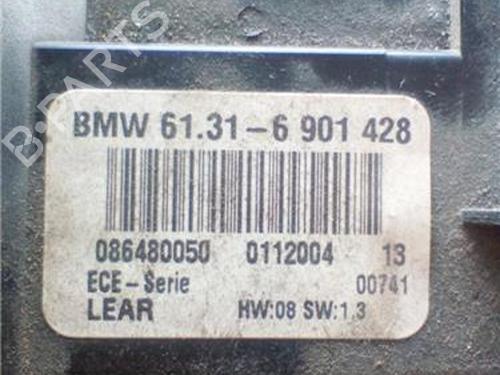 B-PARTS
BMW 61.31-6 901 428
086480050 0112004 13
ECE-Serie 00741
LEAR HW:08 SW:1.3